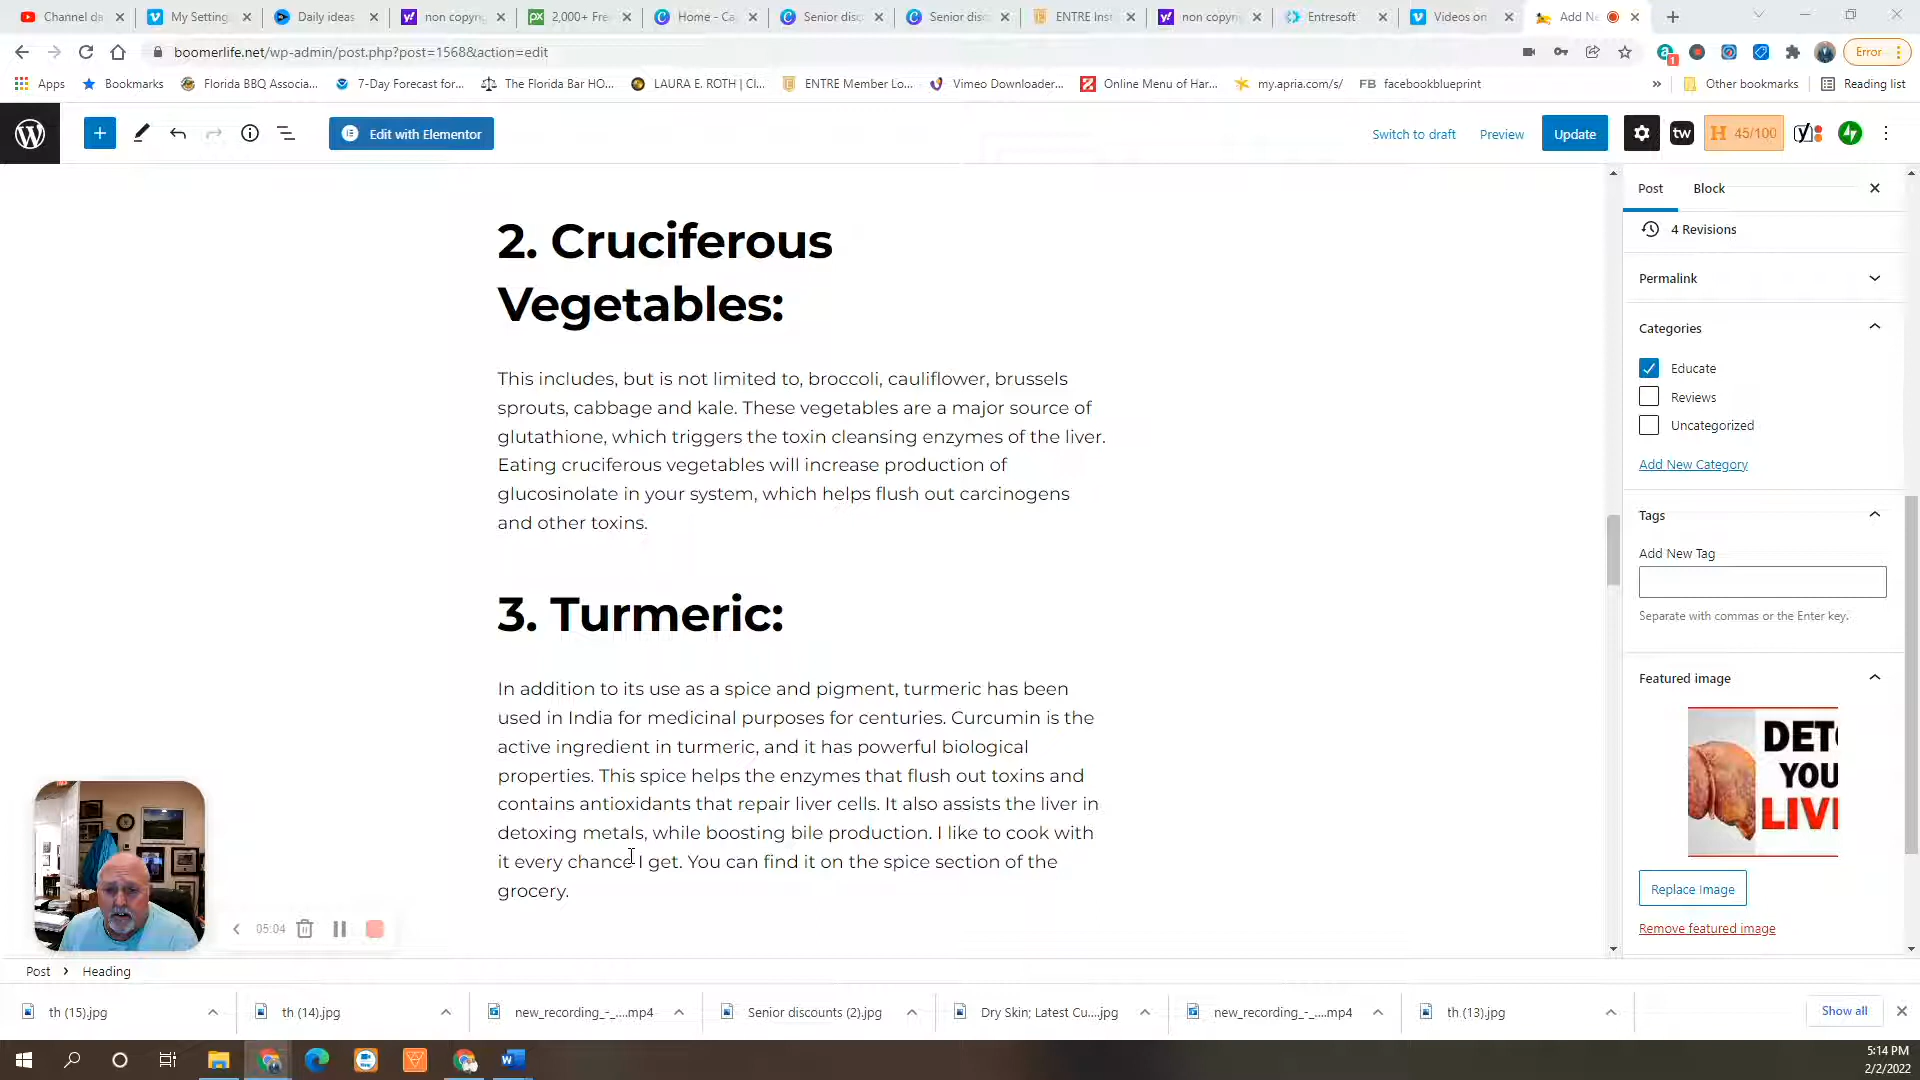 Channel da
My Setting
Daily ideas
non copyri
2,000+ Fre
Home - Ca
Senior disc
Senior disc
ENTRE Inst
non copyri
Entresoft
Videos on
Add Ne
boomerlife.net/wp-admin/post.php?post=1568&action=edit
1
Error
Apps
Bookmarks
Florida BBQ Associa...
7-Day Forecast for...
The Florida Bar HO...
LAURA E. ROTH | Cl...
ENTRE Member Lo...
Vimeo Downloader...
Online Menu of Har...
my.apria.com/s/
FB facebookblueprint
»
Other bookmarks
Reading list
Edit with Elementor
Switch to draft
Preview
Update
tw
H 45/100
Post
Block
4 Revisions
Permalink
Categories
Educate
Reviews
Uncategorized
Add New Category
Tags
Add New Tag
Separate with commas or the Enter key.
Featured image
DET
YOU
LIVI
Replace Image
Remove featured image
2. Cruciferous
Vegetables:
This includes, but is not limited to, broccoli, cauliflower, brussels
sprouts, cabbage and kale. These vegetables are a major source of
glutathione, which triggers the toxin cleansing enzymes of the liver.
Eating cruciferous vegetables will increase production of
glucosinolate in your system, which helps flush out carcinogens
and other toxins.
3. Turmeric:
In addition to its use as a spice and pigment, turmeric has been
used in India for medicinal purposes for centuries. Curcumin is the
active ingredient in turmeric, and it has powerful biological
properties. This spice helps the enzymes that flush out toxins and
contains antioxidants that repair liver cells. It also assists the liver in
detoxing metals, while boosting bile production. I like to cook with
it every chance I get. You can find it on the spice section of the
grocery.
05:04
Post
Heading
th (15).jpg
th (14).jpg
new_recording_-_....mp4
Senior discounts (2).jpg
Dry Skin; Latest Cu....jpg
new_recording_-_....mp4
th (13).jpg
Show all
5:14 PM
2/2/2022